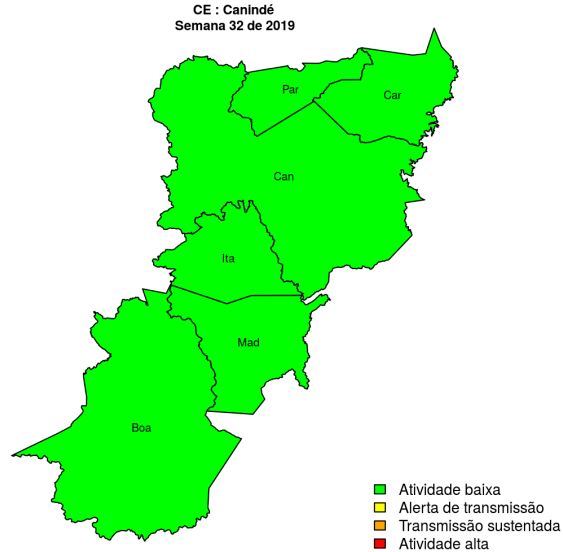 CE : Canindé
Semana 32 de 2019
Par
Car
Can
Ita
Mad
Boa
Atividade baixa
Alerta de transmissão
Transmissão sustentada
Atividade alta